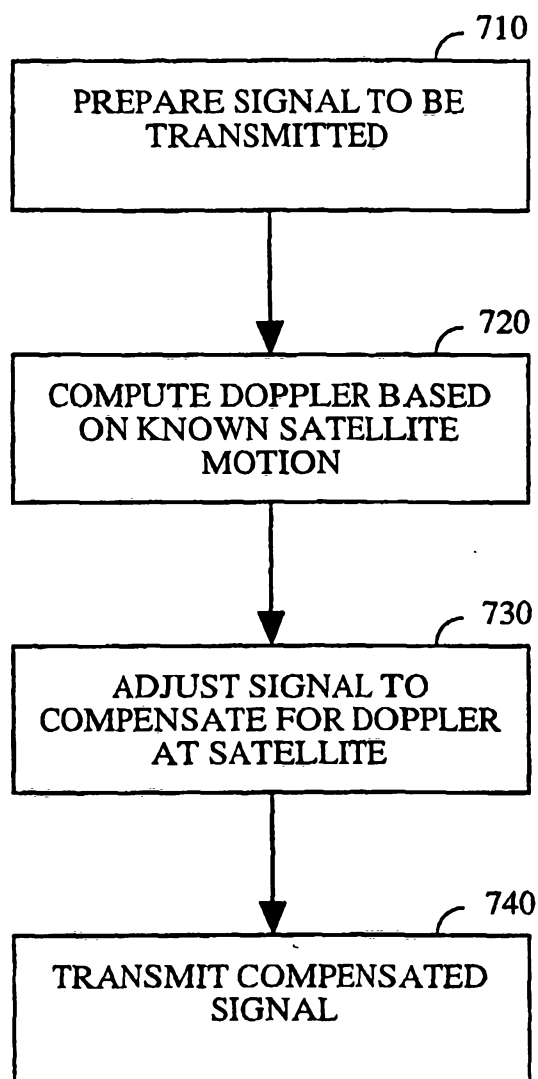 710
PREPARE SIGNAL TO BE
TRANSMITTED
720
COMPUTE DOPPLER BASED
ON KNOWN SATELLITE
MOTION
730
ADJUST SIGNAL TO
COMPENSATE FOR DOPPLER
AT SATELLITE
740
TRANSMIT COMPENSATED
SIGNAL